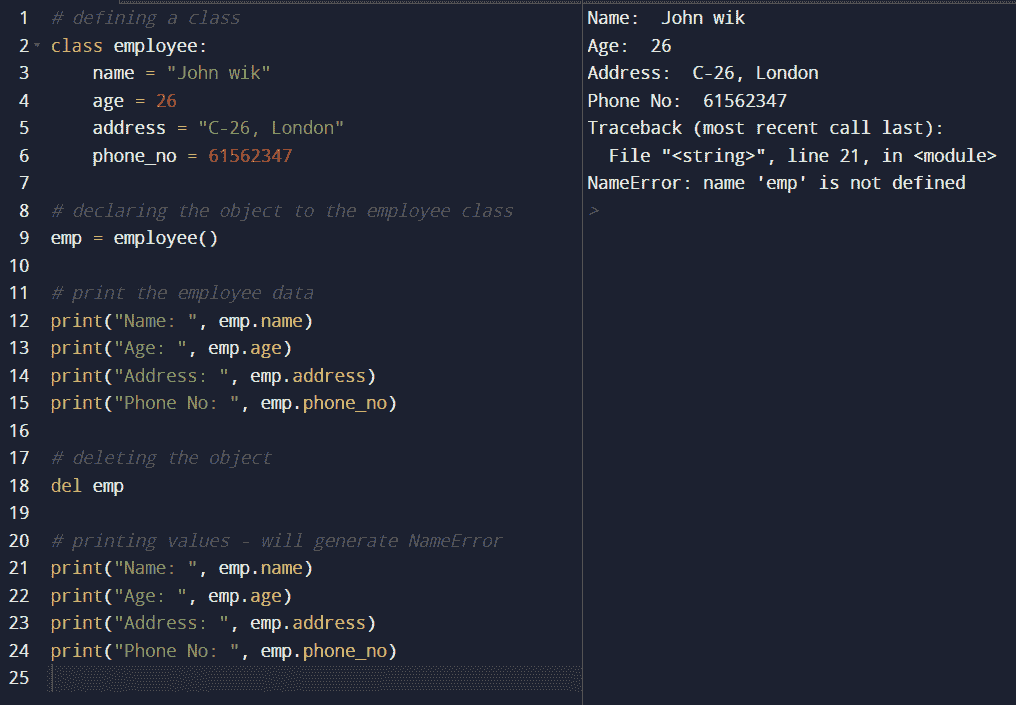 1 # defining a class
2 class employee:
3 name = "John wik"
4 age = 26
5 address = "C-26, London"
6 phone_no = 61562347
7
8 # declaring the object to the employee class
9 emp = employee()
10
11 # print the employee data
12 print("Name: ", emp.name)
13 print("Age: ", emp.age)
14 print("Address: ", emp.address)
15 print("Phone No: ", emp.phone_no)
16
17 # deleting the object
18 del emp
19
20 # printing values - will generate NameError
21 print("Name: ", emp.name)
22 print("Age: ", emp.age)
23 print("Address: ", emp.address)
24 print("Phone No: ", emp.phone_no)
25
Name:  John wik
Age:  26
Address:  C-26, London
Phone No:  61562347
Traceback (most recent call last):
  File "<string>", line 21, in <module>
NameError: name 'emp' is not defined
>